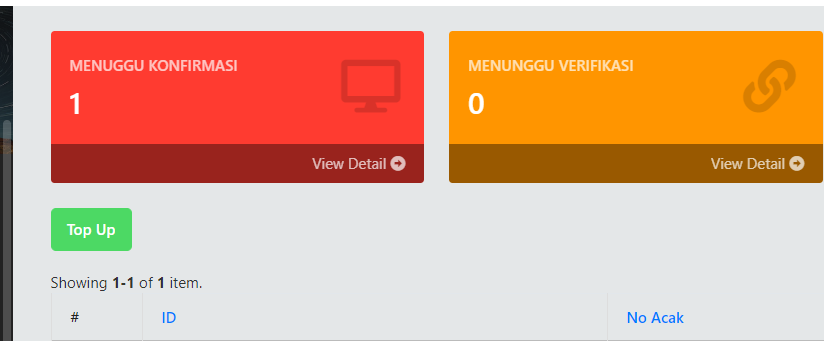 MENUGGU KONFIRMASI
1
View Detail
MENUNGGU VERIFIKASI
0
View Detail
Top Up
Showing 1-1 of 1 item.
# ID No Acak